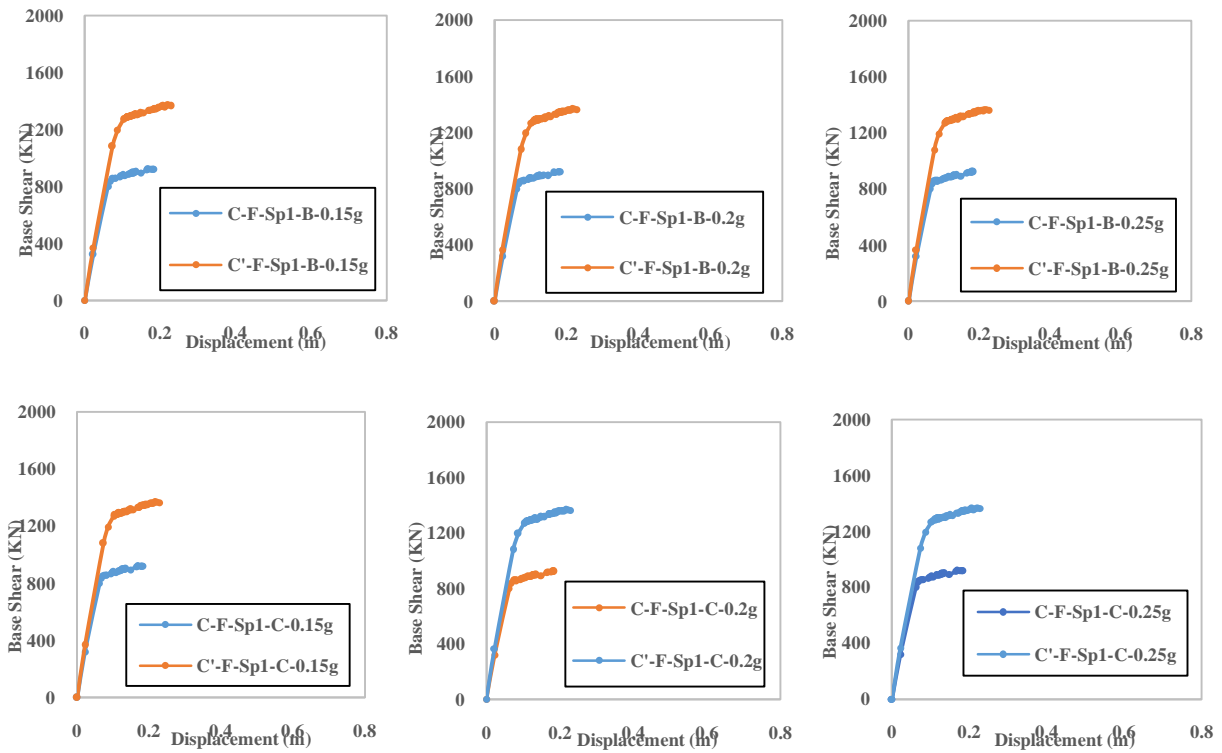 2000
1600
1200
800
400
0
Base Shear (KN)
C-F-Sp1-B-0.15g
C'-F-Sp1-B-0.15g
0 0.2 0.4 0.6 0.8
Displacement (m)
2000
1600
1200
800
400
0
Base Shear (KN)
C-F-Sp1-B-0.2g
C'-F-Sp1-B-0.2g
0 0.2 0.4 0.6 0.8
Displacement (m)
2000
1600
1200
800
400
0
Base Shear (KN)
C-F-Sp1-B-0.25g
C'-F-Sp1-B-0.25g
0 0.2 0.4 0.6 0.8
Displacement (m)
2000
1600
1200
800
400
0
Base Shear (KN)
C-F-Sp1-C-0.15g
C'-F-Sp1-C-0.15g
0 0.2 0.4 0.6 0.8
Displacement (m)
2000
1600
1200
800
400
0
Base Shear (KN)
C-F-Sp1-C-0.2g
C'-F-Sp1-C-0.2g
0 0.2 0.4 0.6 0.8
Displacement (m)
2000
1600
1200
800
400
0
Base Shear (KN)
C-F-Sp1-C-0.25g
C'-F-Sp1-C-0.25g
0 0.2 0.4 0.6 0.8
Displacement (m)